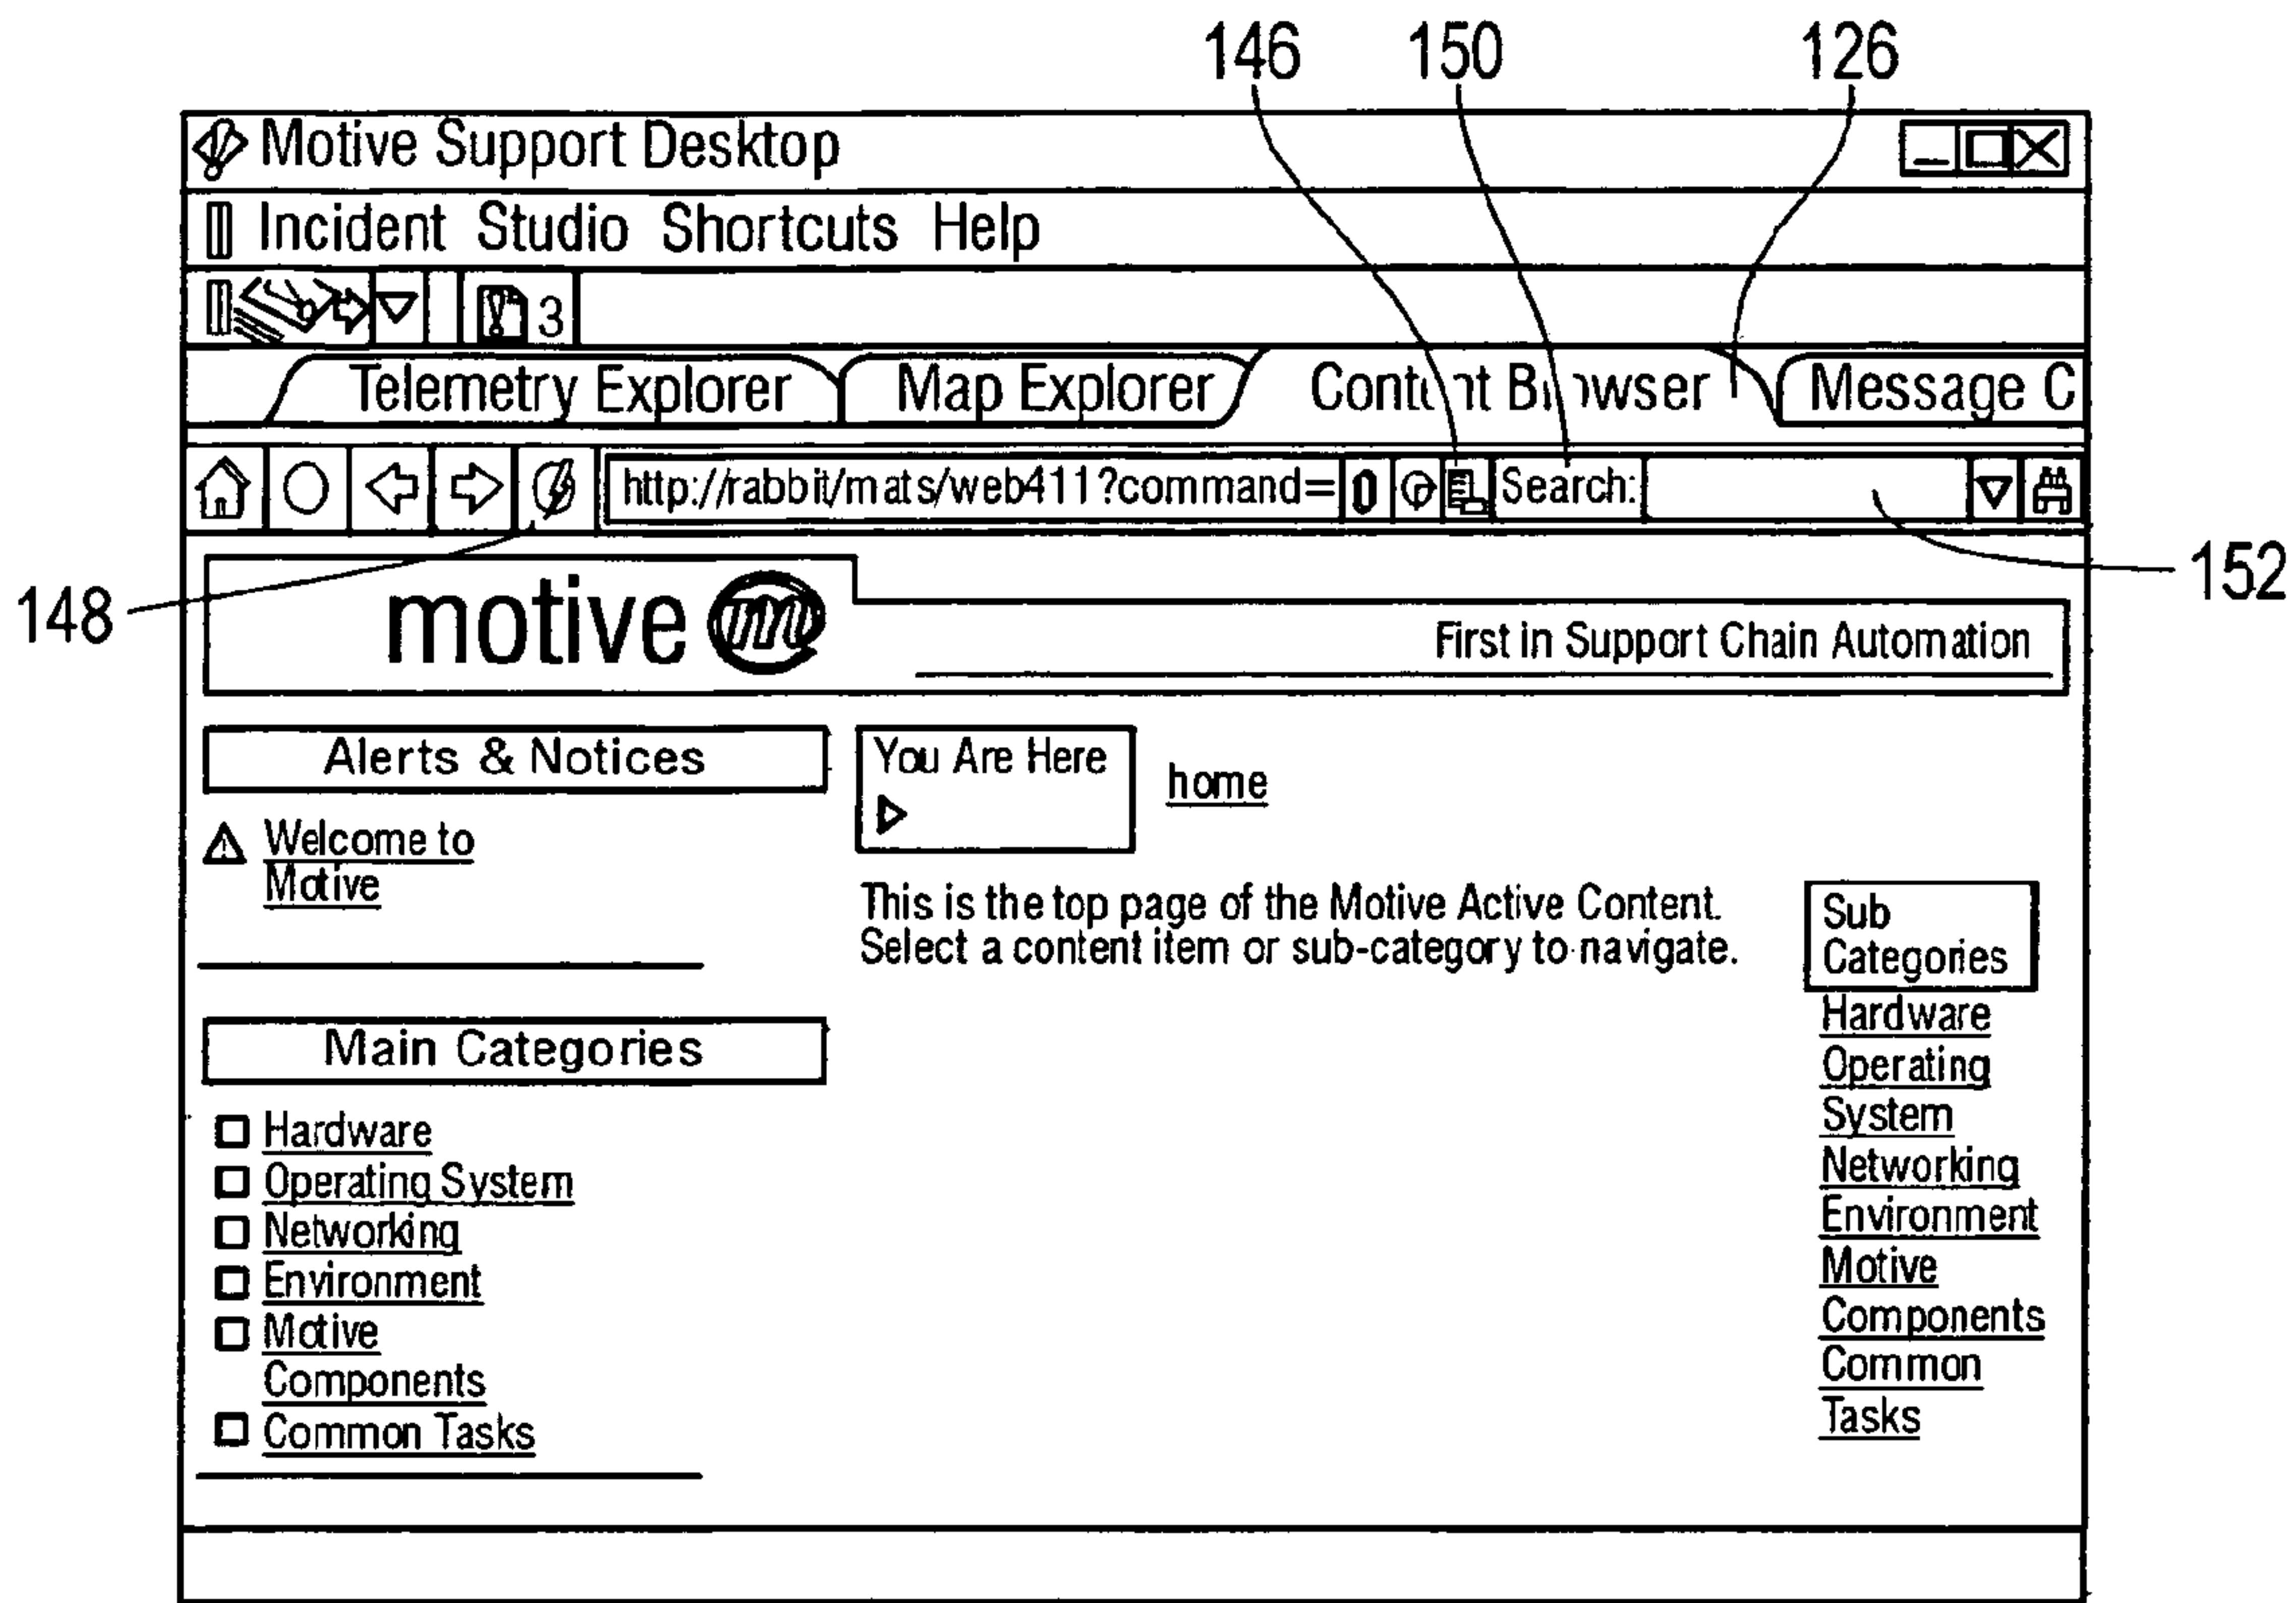 146 150 126
Motive Support Desktop
Incident Studio Shortcuts Help
3
Telemetry Explorer Map Explorer Content Browser Message C
http://rabbit/mats/web411?command= Search:
148
152
motive m
First in Support Chain Automation
Alerts & Notices
You Are Here
home
Welcome to
Motive
This is the top page of the Motive Active Content.
Select a content item or sub-category to navigate.
Main Categories
Hardware
Operating System
Networking
Environment
Motive
Components
Common Tasks
Sub
Categories
Hardware
Operating
System
Networking
Environment
Motive
Components
Common
Tasks